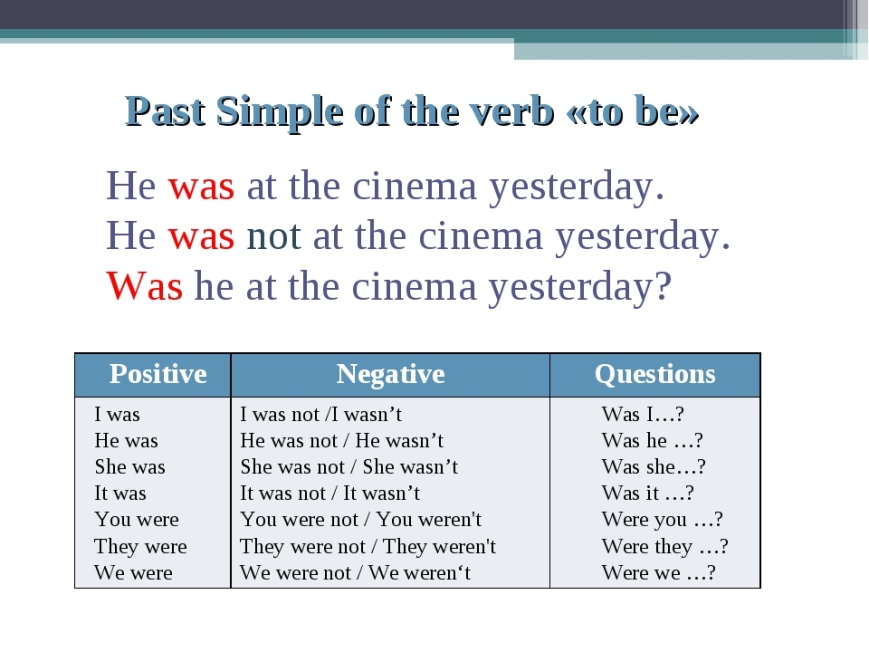 Past Simple of the verb «to be»
He was at the cinema yesterday.
He was not at the cinema yesterday.
Was he at the cinema yesterday?
Positive Negative Questions
I was I was not /I wasn’t Was I…?
He was He was not / He wasn’t Was he …?
She was She was not / She wasn’t Was she…?
It was It was not / It wasn’t Was it …?
You were You were not / You weren't Were you …?
They were They were not / They weren't Were they …?
We were We were not / We weren‘t Were we …?